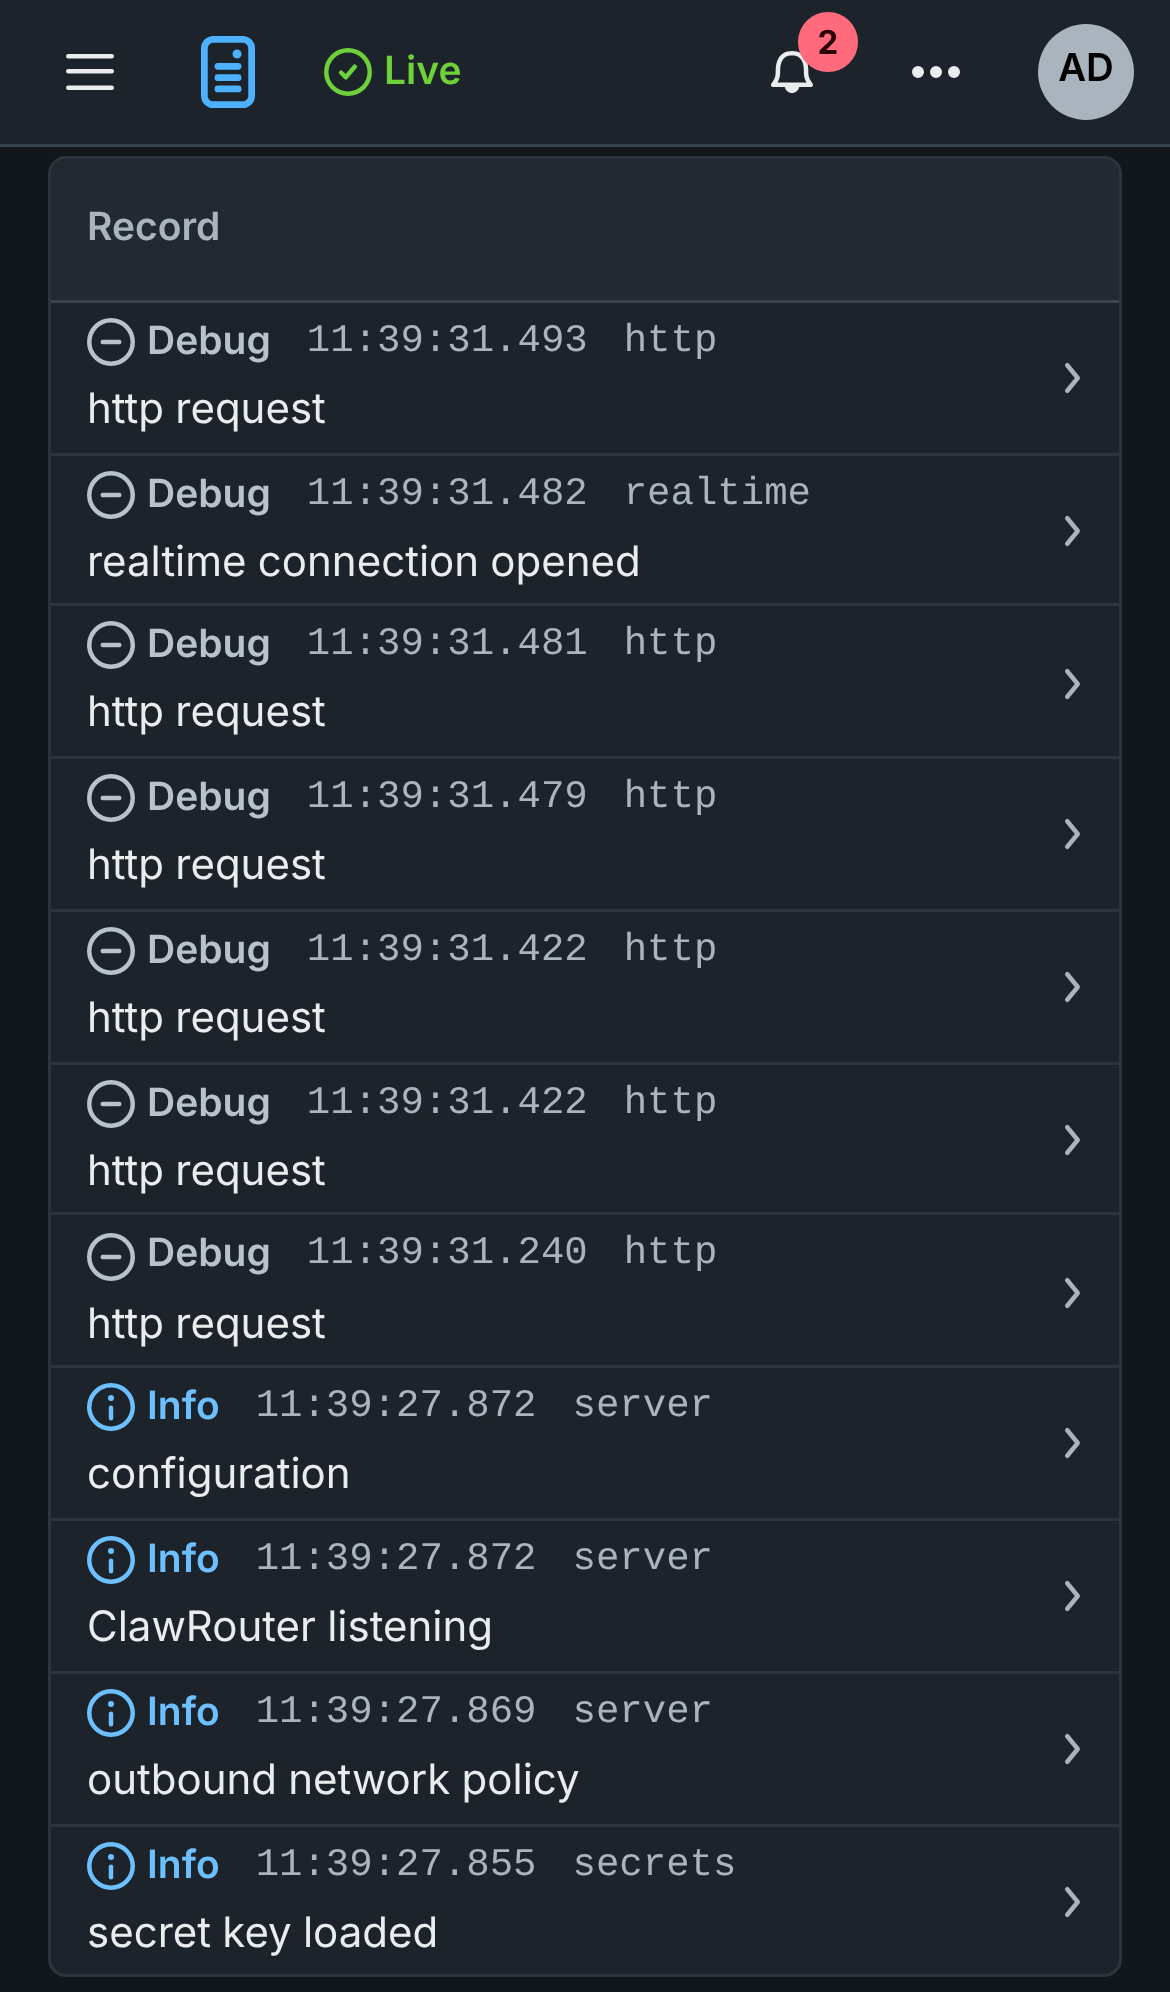 Live
2
AD
Record
Debug 11:39:31.493 http
http request
Debug 11:39:31.482 realtime
realtime connection opened
Debug 11:39:31.481 http
http request
Debug 11:39:31.479 http
http request
Debug 11:39:31.422 http
http request
Debug 11:39:31.422 http
http request
Debug 11:39:31.240 http
http request
Info 11:39:27.872 server
configuration
Info 11:39:27.872 server
ClawRouter listening
Info 11:39:27.869 server
outbound network policy
Info 11:39:27.855 secrets
secret key loaded